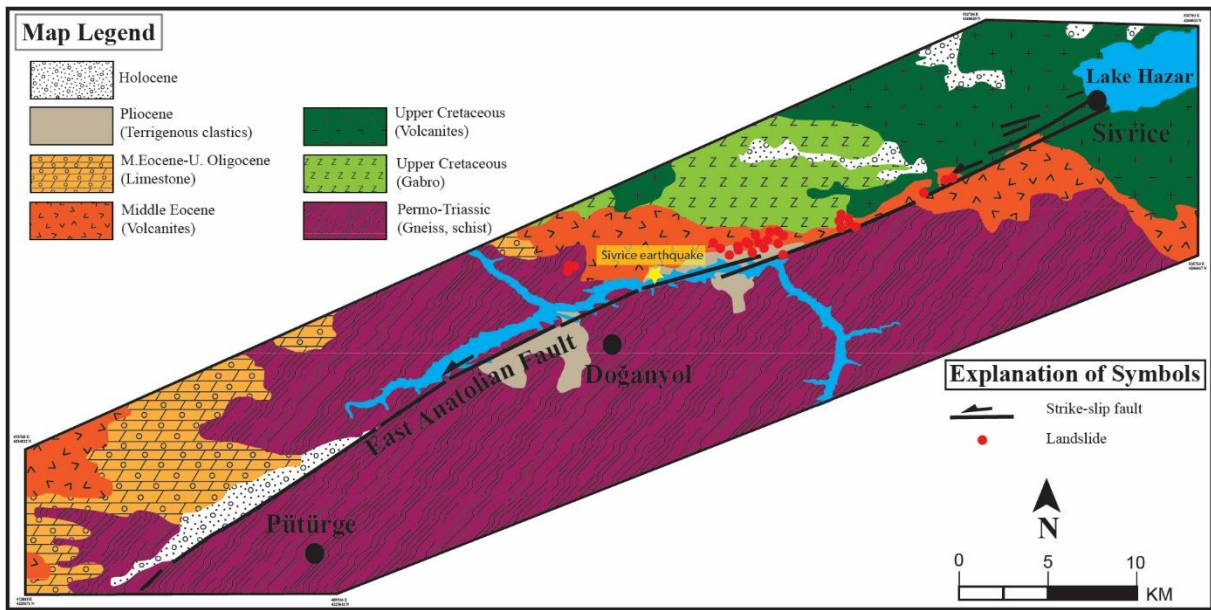 Map Legend
Holocene
Pliocene
(Terrigenous clastics)
M.Eocene-U. Oligocene
(Limestone)
Middle Eocene
(Volcanites)
Upper Cretaceous
(Volcanites)
Upper Cretaceous
(Gabro)
Permo-Triassic
(Gneiss, schist)
Lake Hazar
Sivrice
Sivrice earthquake
Doğanyol
East Anatolian Fault
Pütürge
Explanation of Symbols
Strike-slip fault
Landslide
N
0 5 10
KM